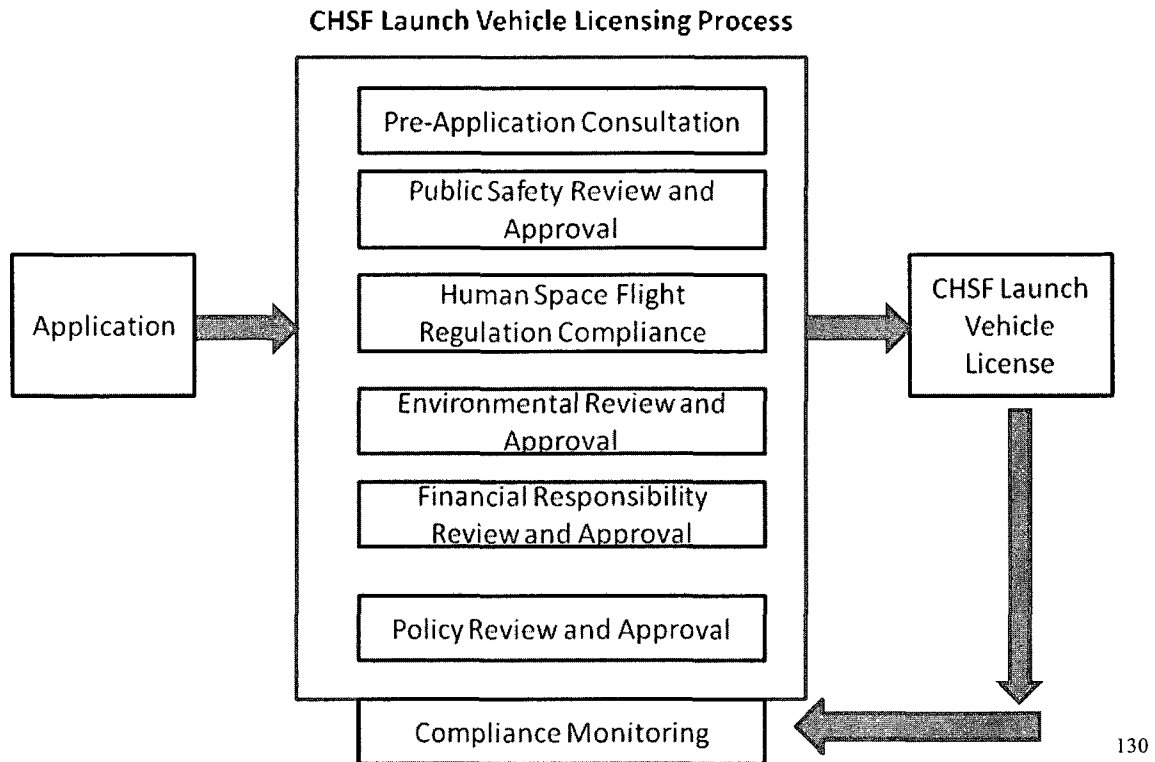 CHSF Launch Vehicle Licensing Process
Pre-Application Consultation
Public Safety Review and
Approval
Application
Human Space Flight
Regulation Compliance
CHSF Launch
Vehicle
License
Environmental Review and
Approval
Financial Responsibility
Review and Approval
Policy Review and Approval
Compliance Monitoring
130